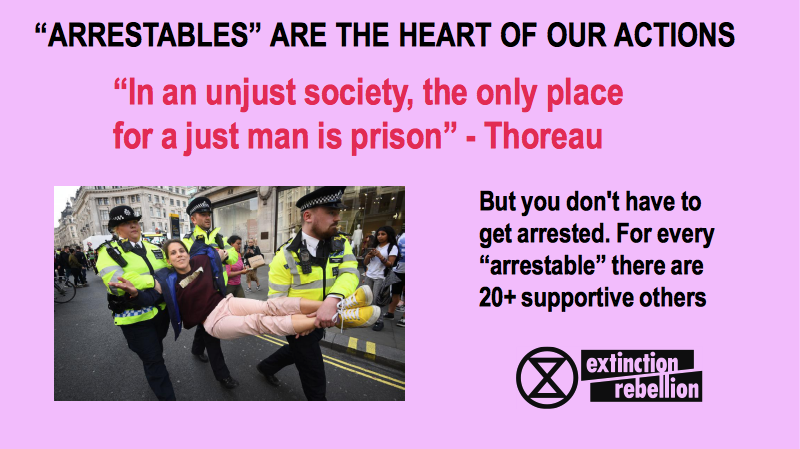 “ARRESTABLES” ARE THE HEART OF OUR ACTIONS
“In an unjust society, the only place
for a just man is prison” - Thoreau
But you don't have to
get arrested. For every
“arrestable” there are
20+ supportive others
extinction
rebellion